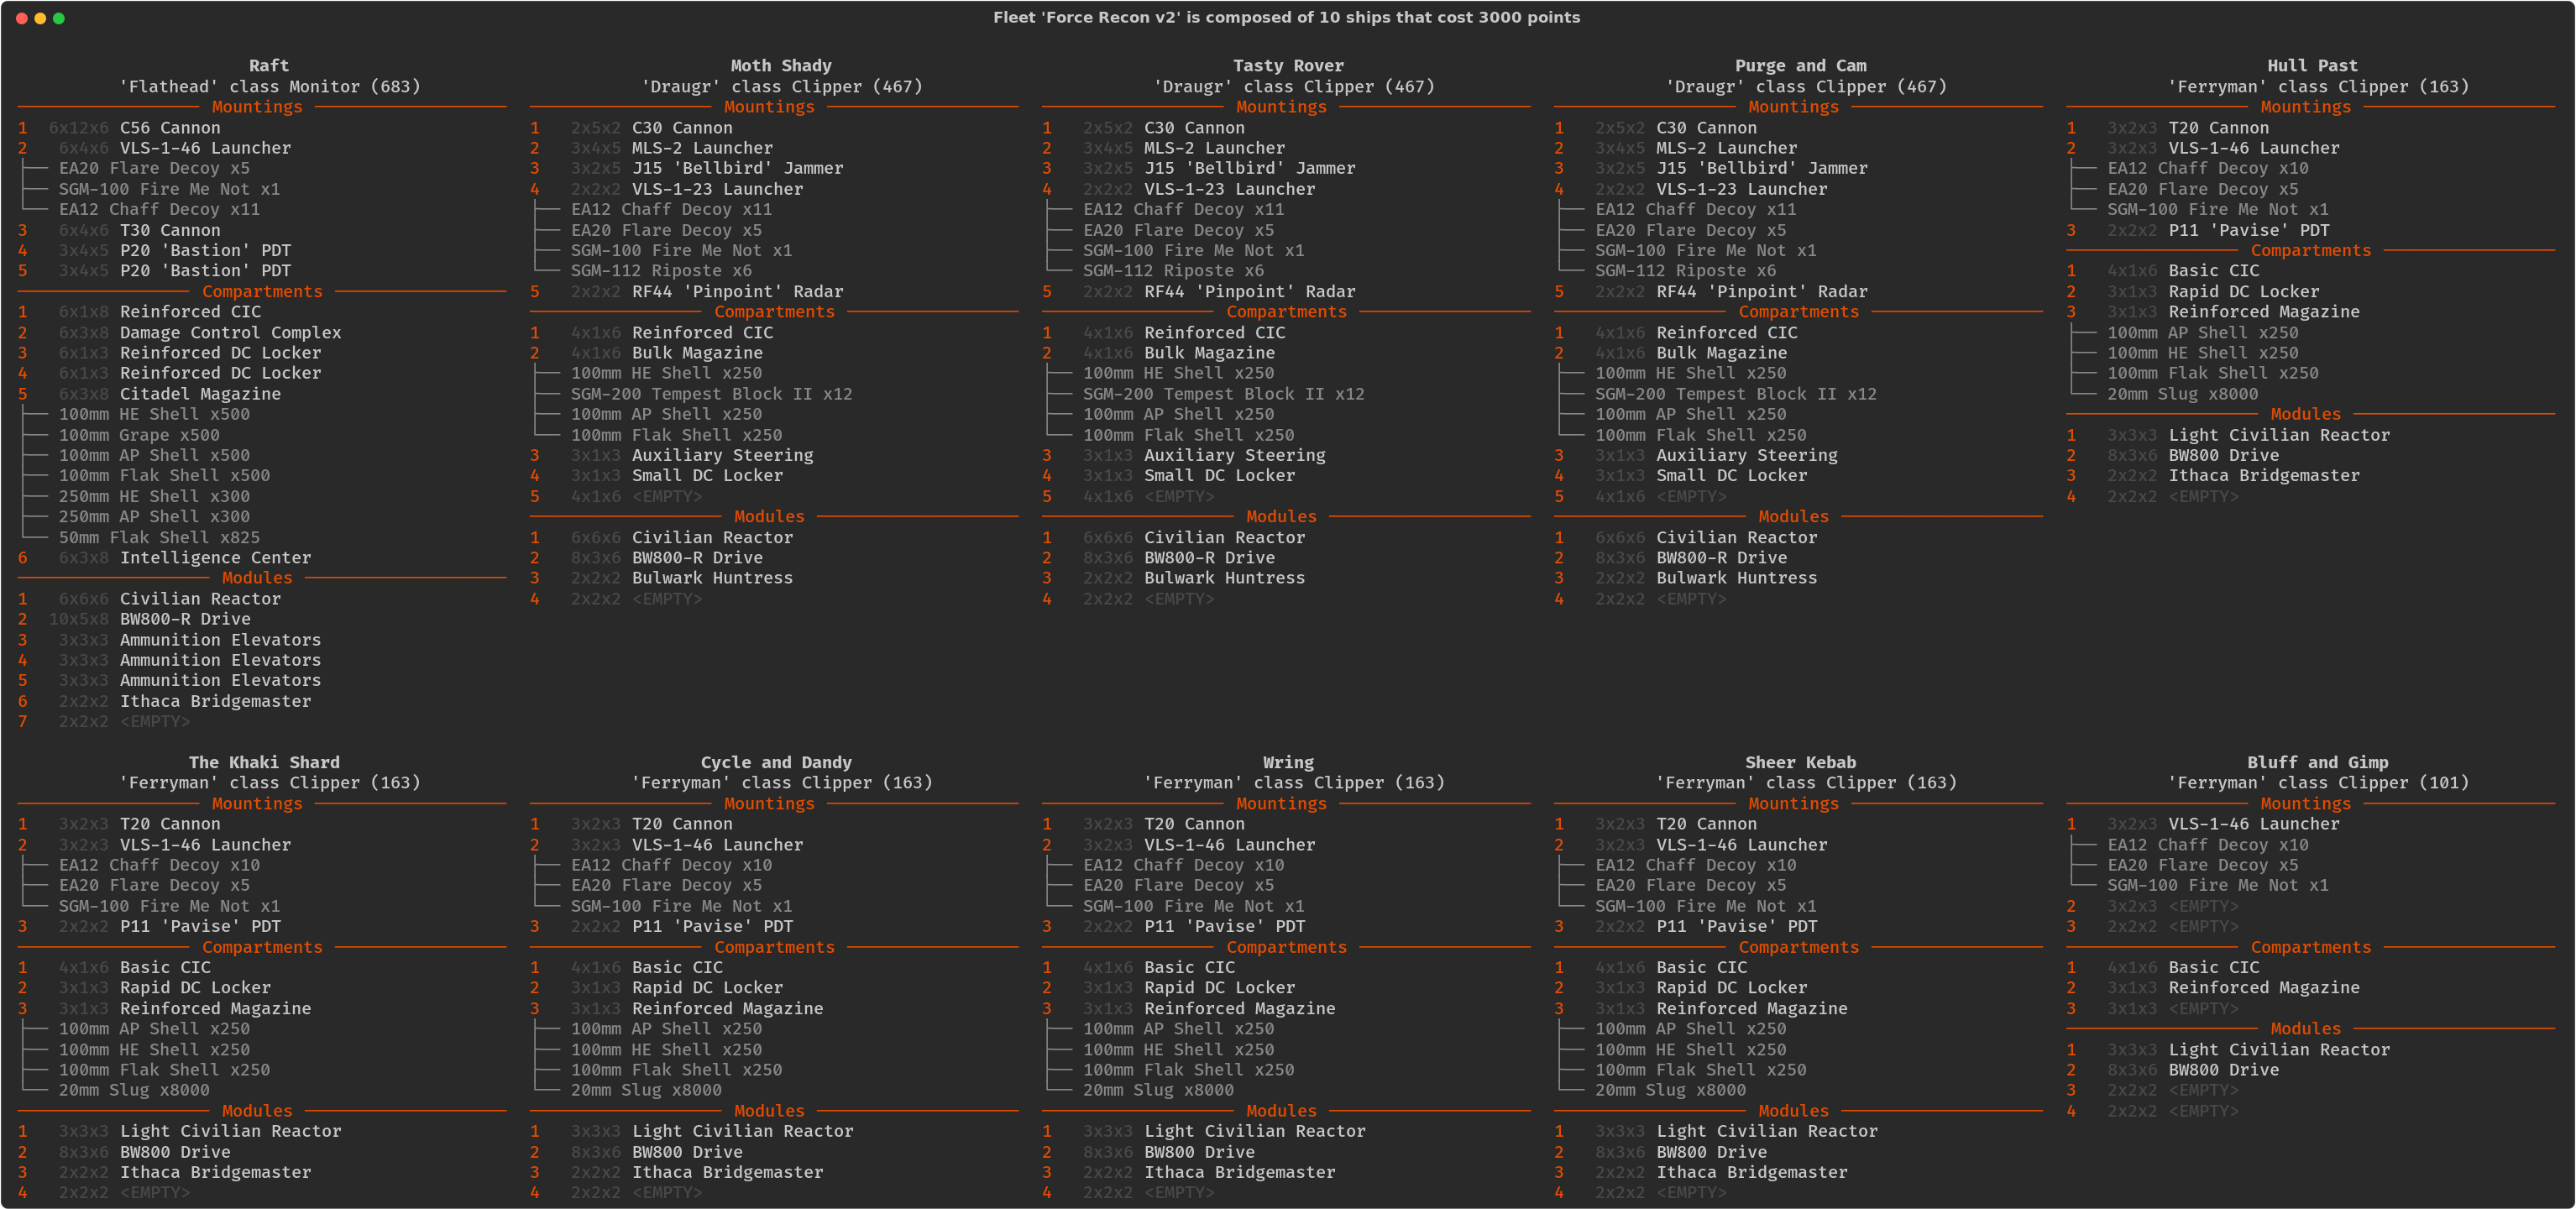 Fleet 'Force Recon v2' is composed of 10 ships that cost 3000 points
Raft
'Flathead' class Monitor (683)
Mountings
1 6x12x6 C56 Cannon
2 6x4x6 VLS-1-46 Launcher
EA20 Flare Decoy x5
SGM-100 Fire Me Not x1
EA12 Chaff Decoy x11
3 6x4x6 T30 Cannon
4 3x4x5 P20 'Bastion' PDT
5 3x4x5 P20 'Bastion' PDT
Compartments
1 6x1x8 Reinforced CIC
2 6x3x8 Damage Control Complex
3 6x1x3 Reinforced DC Locker
4 6x1x3 Reinforced DC Locker
5 6x3x8 Citadel Magazine
100mm HE Shell x500
100mm Grape x500
100mm AP Shell x500
100mm Flak Shell x500
250mm HE Shell x300
250mm AP Shell x300
50mm Flak Shell x825
6 6x3x8 Intelligence Center
Modules
1 6x6x6 Civilian Reactor
2 10x5x8 BW800-R Drive
3 3x3x3 Ammunition Elevators
4 3x3x3 Ammunition Elevators
5 3x3x3 Ammunition Elevators
6 2x2x2 Ithaca Bridgemaster
7 2x2x2 <EMPTY>
Moth Shady
'Draugr' class Clipper (467)
Mountings
1 2x5x2 C30 Cannon
2 3x4x5 MLS-2 Launcher
3 3x2x5 J15 'Bellbird' Jammer
4 2x2x2 VLS-1-23 Launcher
EA12 Chaff Decoy x11
EA20 Flare Decoy x5
SGM-100 Fire Me Not x1
SGM-112 Riposte x6
5 2x2x2 RF44 'Pinpoint' Radar
Compartments
1 4x1x6 Reinforced CIC
2 4x1x6 Bulk Magazine
100mm HE Shell x250
SGM-200 Tempest Block II x12
100mm AP Shell x250
100mm Flak Shell x250
3 3x1x3 Auxiliary Steering
4 3x1x3 Small DC Locker
5 4x1x6 <EMPTY>
Modules
1 6x6x6 Civilian Reactor
2 8x3x6 BW800-R Drive
3 2x2x2 Bulwark Huntress
4 2x2x2 <EMPTY>
Tasty Rover
'Draugr' class Clipper (467)
Mountings
1 2x5x2 C30 Cannon
2 3x4x5 MLS-2 Launcher
3 3x2x5 J15 'Bellbird' Jammer
4 2x2x2 VLS-1-23 Launcher
EA12 Chaff Decoy x11
EA20 Flare Decoy x5
SGM-100 Fire Me Not x1
SGM-112 Riposte x6
5 2x2x2 RF44 'Pinpoint' Radar
Compartments
1 4x1x6 Reinforced CIC
2 4x1x6 Bulk Magazine
100mm HE Shell x250
SGM-200 Tempest Block II x12
100mm AP Shell x250
100mm Flak Shell x250
3 3x1x3 Auxiliary Steering
4 3x1x3 Small DC Locker
5 4x1x6 <EMPTY>
Modules
1 6x6x6 Civilian Reactor
2 8x3x6 BW800-R Drive
3 2x2x2 Bulwark Huntress
4 2x2x2 <EMPTY>
Purge and Cam
'Draugr' class Clipper (467)
Mountings
1 2x5x2 C30 Cannon
2 3x4x5 MLS-2 Launcher
3 3x2x5 J15 'Bellbird' Jammer
4 2x2x2 VLS-1-23 Launcher
EA12 Chaff Decoy x11
EA20 Flare Decoy x5
SGM-100 Fire Me Not x1
SGM-112 Riposte x6
5 2x2x2 RF44 'Pinpoint' Radar
Compartments
1 4x1x6 Reinforced CIC
2 4x1x6 Bulk Magazine
100mm HE Shell x250
SGM-200 Tempest Block II x12
100mm AP Shell x250
100mm Flak Shell x250
3 3x1x3 Auxiliary Steering
4 3x1x3 Small DC Locker
5 4x1x6 <EMPTY>
Modules
1 6x6x6 Civilian Reactor
2 8x3x6 BW800-R Drive
3 2x2x2 Bulwark Huntress
4 2x2x2 <EMPTY>
Hull Past
'Ferryman' class Clipper (163)
Mountings
1 3x2x3 T20 Cannon
2 3x2x3 VLS-1-46 Launcher
EA12 Chaff Decoy x10
EA20 Flare Decoy x5
SGM-100 Fire Me Not x1
3 2x2x2 P11 'Pavise' PDT
Compartments
1 4x1x6 Basic CIC
2 3x1x3 Rapid DC Locker
3 3x1x3 Reinforced Magazine
100mm AP Shell x250
100mm HE Shell x250
100mm Flak Shell x250
20mm Slug x8000
Modules
1 3x3x3 Light Civilian Reactor
2 8x3x6 BW800 Drive
3 2x2x2 Ithaca Bridgemaster
4 2x2x2 <EMPTY>
The Khaki Shard
'Ferryman' class Clipper (163)
Mountings
1 3x2x3 T20 Cannon
2 3x2x3 VLS-1-46 Launcher
EA12 Chaff Decoy x10
EA20 Flare Decoy x5
SGM-100 Fire Me Not x1
3 2x2x2 P11 'Pavise' PDT
Compartments
1 4x1x6 Basic CIC
2 3x1x3 Rapid DC Locker
3 3x1x3 Reinforced Magazine
100mm AP Shell x250
100mm HE Shell x250
100mm Flak Shell x250
20mm Slug x8000
Modules
1 3x3x3 Light Civilian Reactor
2 8x3x6 BW800 Drive
3 2x2x2 Ithaca Bridgemaster
4 2x2x2 <EMPTY>
Cycle and Dandy
'Ferryman' class Clipper (163)
Mountings
1 3x2x3 T20 Cannon
2 3x2x3 VLS-1-46 Launcher
EA12 Chaff Decoy x10
EA20 Flare Decoy x5
SGM-100 Fire Me Not x1
3 2x2x2 P11 'Pavise' PDT
Compartments
1 4x1x6 Basic CIC
2 3x1x3 Rapid DC Locker
3 3x1x3 Reinforced Magazine
100mm AP Shell x250
100mm HE Shell x250
100mm Flak Shell x250
20mm Slug x8000
Modules
1 3x3x3 Light Civilian Reactor
2 8x3x6 BW800 Drive
3 2x2x2 Ithaca Bridgemaster
4 2x2x2 <EMPTY>
Wring
'Ferryman' class Clipper (163)
Mountings
1 3x2x3 T20 Cannon
2 3x2x3 VLS-1-46 Launcher
EA12 Chaff Decoy x10
EA20 Flare Decoy x5
SGM-100 Fire Me Not x1
3 2x2x2 P11 'Pavise' PDT
Compartments
1 4x1x6 Basic CIC
2 3x1x3 Rapid DC Locker
3 3x1x3 Reinforced Magazine
100mm AP Shell x250
100mm HE Shell x250
100mm Flak Shell x250
20mm Slug x8000
Modules
1 3x3x3 Light Civilian Reactor
2 8x3x6 BW800 Drive
3 2x2x2 Ithaca Bridgemaster
4 2x2x2 <EMPTY>
Sheer Kebab
'Ferryman' class Clipper (163)
Mountings
1 3x2x3 T20 Cannon
2 3x2x3 VLS-1-46 Launcher
EA12 Chaff Decoy x10
EA20 Flare Decoy x5
SGM-100 Fire Me Not x1
3 2x2x2 P11 'Pavise' PDT
Compartments
1 4x1x6 Basic CIC
2 3x1x3 Rapid DC Locker
3 3x1x3 Reinforced Magazine
100mm AP Shell x250
100mm HE Shell x250
100mm Flak Shell x250
20mm Slug x8000
Modules
1 3x3x3 Light Civilian Reactor
2 8x3x6 BW800 Drive
3 2x2x2 Ithaca Bridgemaster
4 2x2x2 <EMPTY>
Bluff and Gimp
'Ferryman' class Clipper (101)
Mountings
1 3x2x3 VLS-1-46 Launcher
EA12 Chaff Decoy x10
EA20 Flare Decoy x5
SGM-100 Fire Me Not x1
2 3x2x3 <EMPTY>
3 2x2x2 <EMPTY>
Compartments
1 4x1x6 Basic CIC
2 3x1x3 Reinforced Magazine
3 3x1x3 <EMPTY>
Modules
1 3x3x3 Light Civilian Reactor
2 8x3x6 BW800 Drive
3 2x2x2 <EMPTY>
4 2x2x2 <EMPTY>